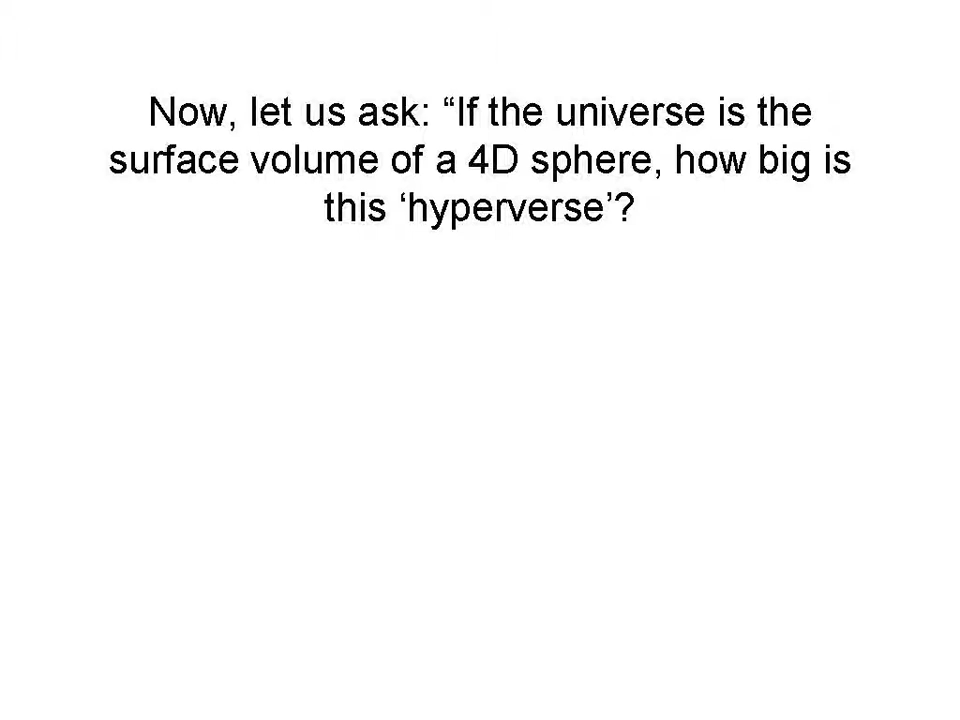 Now, let us ask: “If the universe is the
surface volume of a 4D sphere, how big is
this ‘hyperverse’?